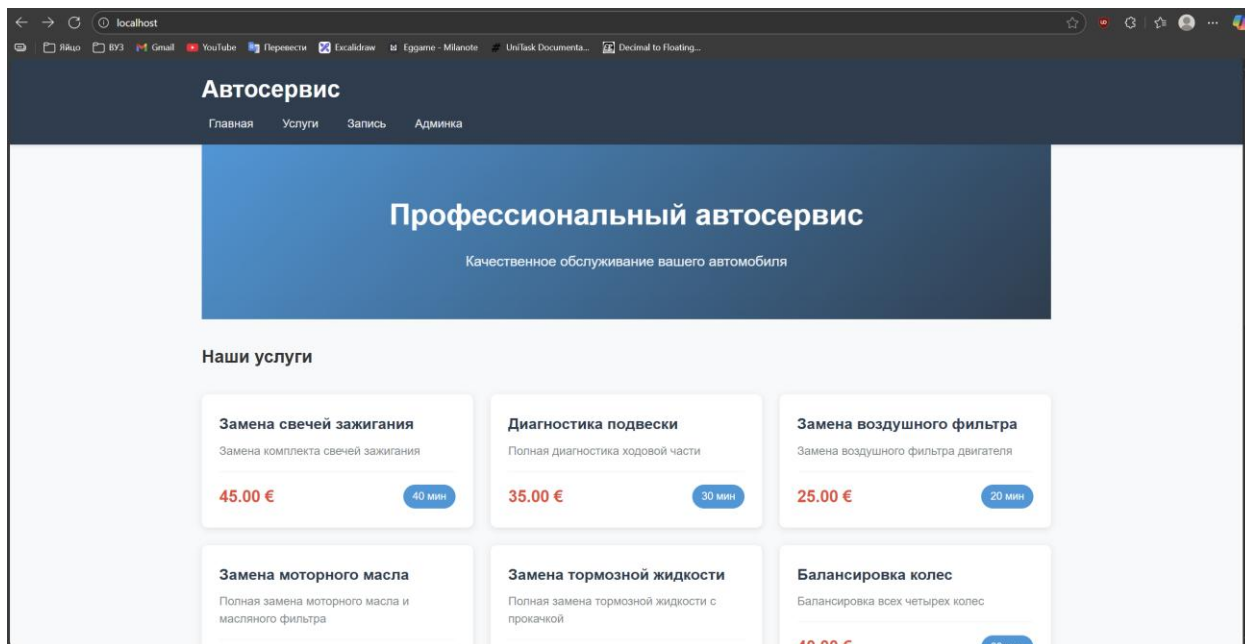 localhost
Яйцо ВУЗ Gmail YouTube Перевести Excalidraw Eggame - Milanote UniTask Documenta... Decimal to Floating...
Автосервис
Главная Услуги Запись Админка
Профессиональный автосервис
Качественное обслуживание вашего автомобиля
Наши услуги
Замена свечей зажигания
Замена комплекта свечей зажигания
45.00 € 40 мин
Диагностика подвески
Полная диагностика ходовой части
35.00 € 30 мин
Замена воздушного фильтра
Замена воздушного фильтра двигателя
25.00 € 20 мин
Замена моторного масла
Полная замена моторного масла и
масляного фильтра
Замена тормозной жидкости
Полная замена тормозной жидкости с
прокачкой
Балансировка колес
Балансировка всех четырех колес